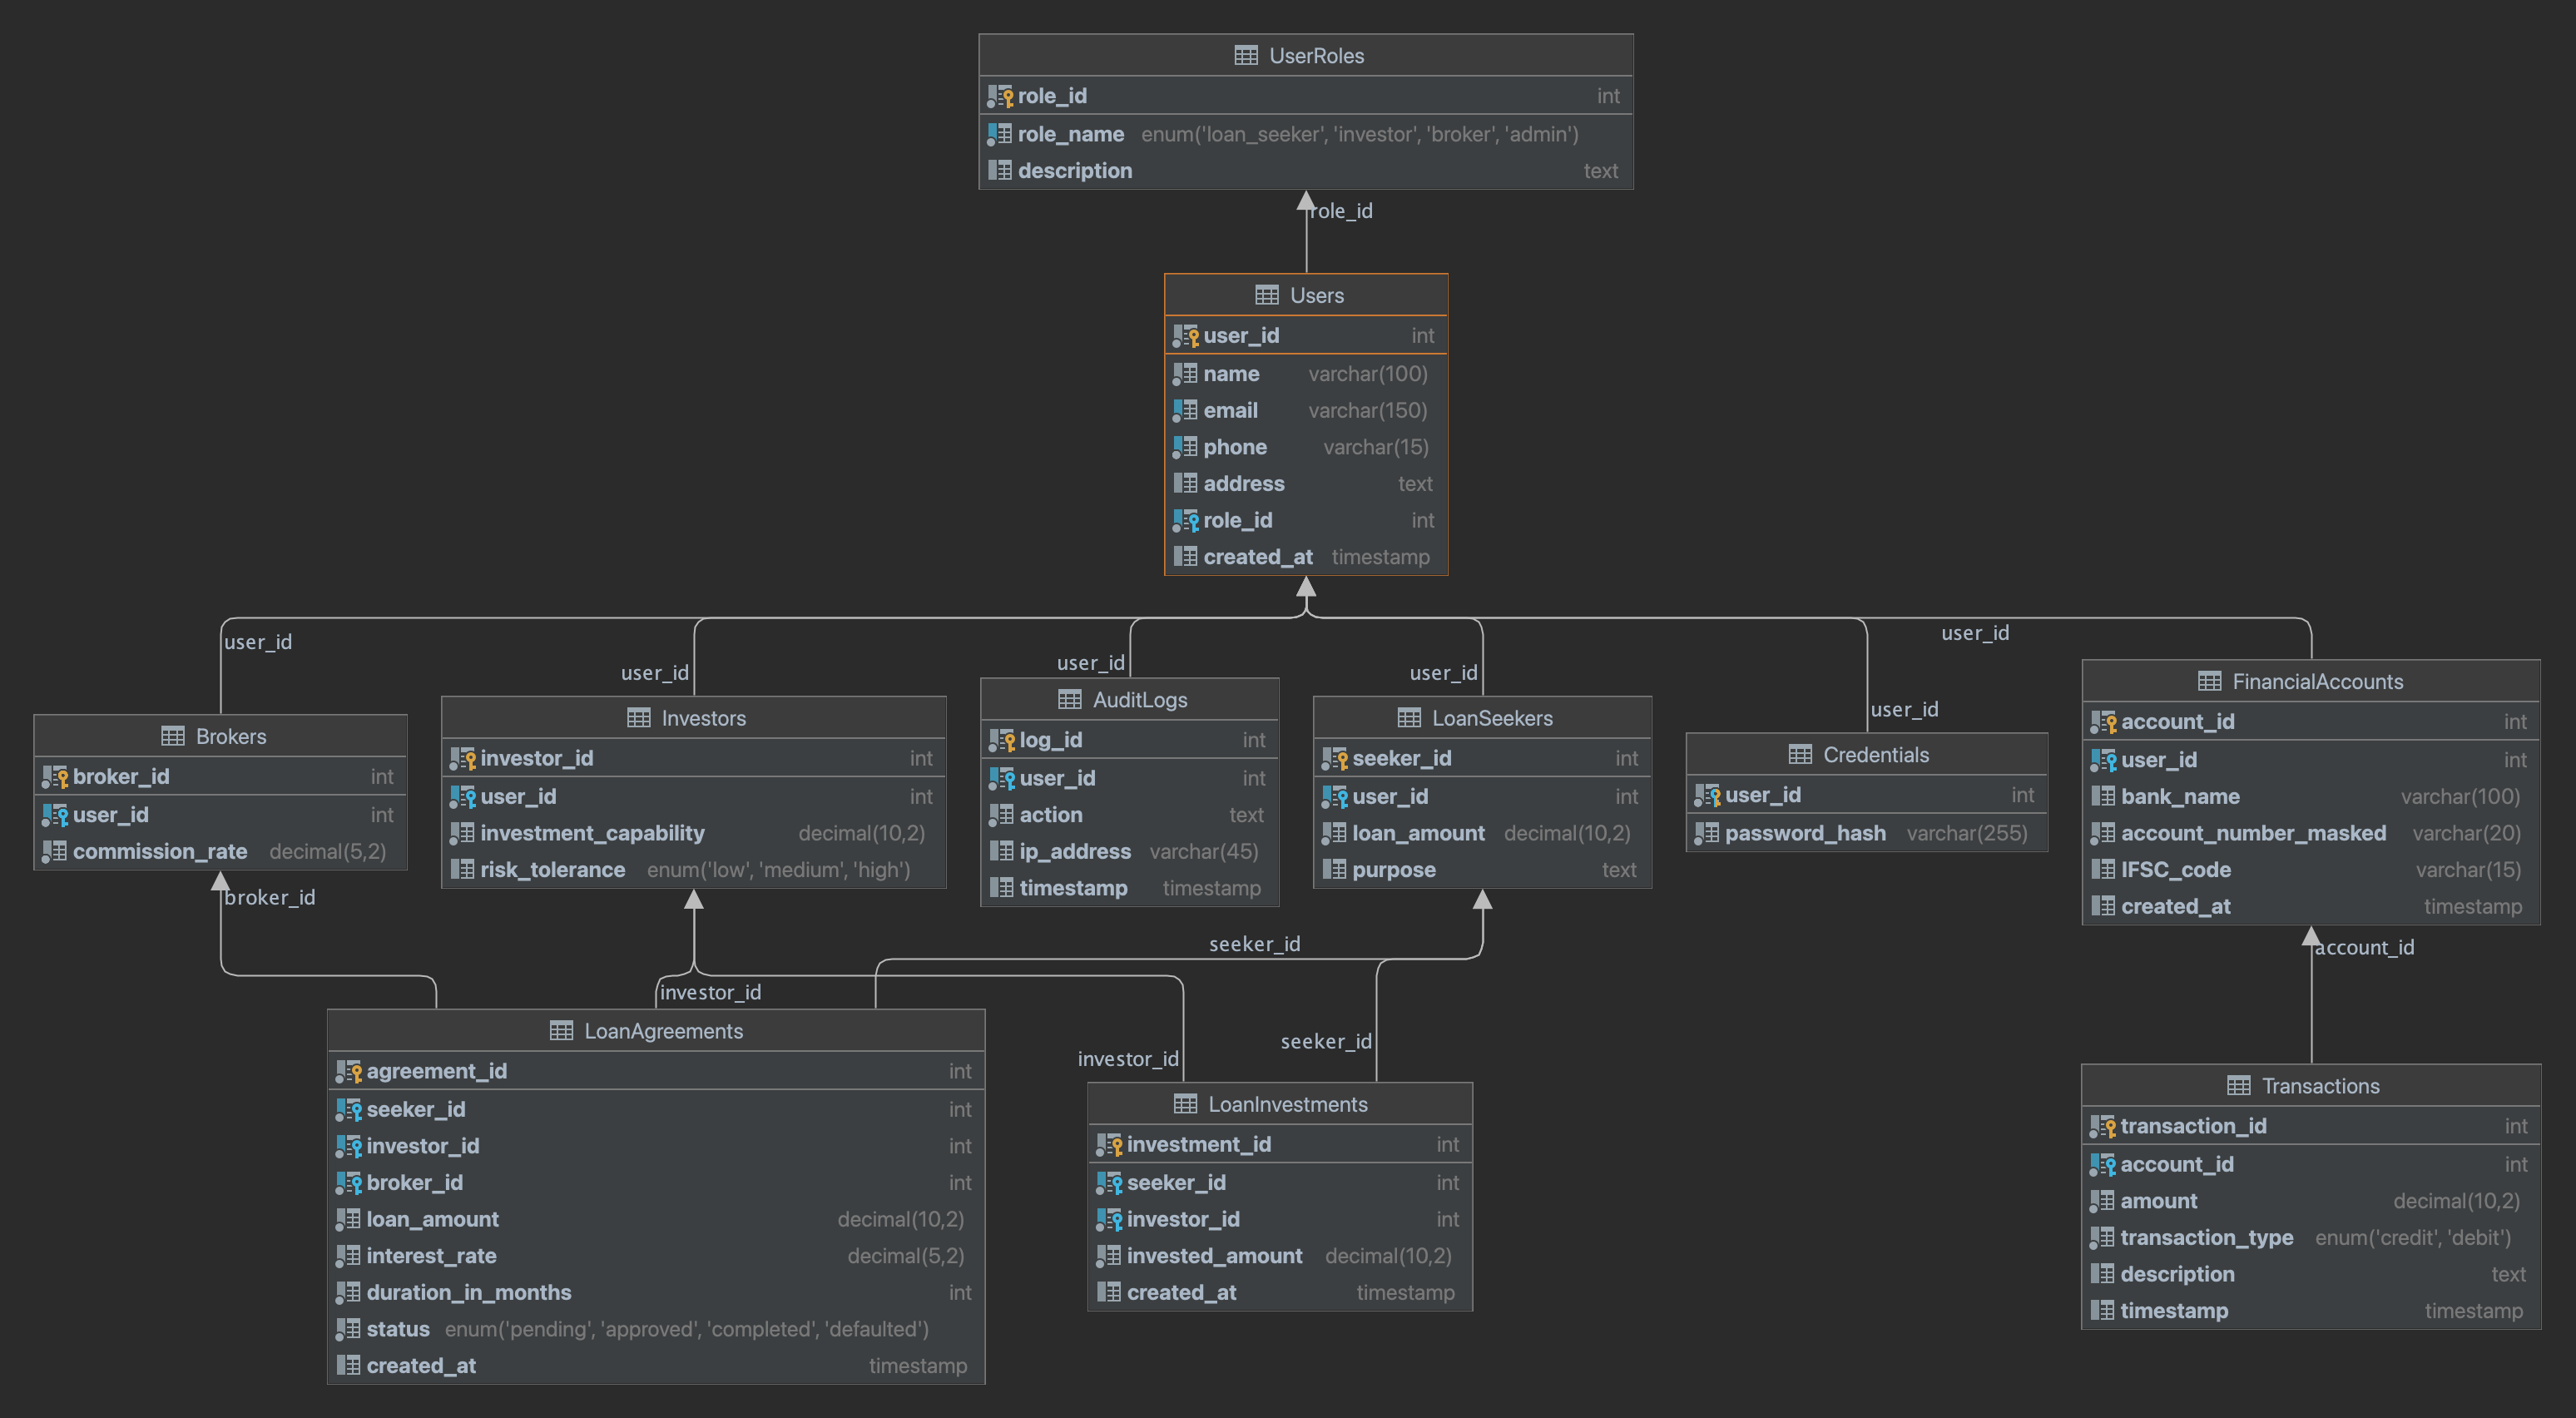 UserRoles
role_id int
role_name enum('loan_seeker', 'investor', 'broker', 'admin')
description text
role_id
Users
user_id int
name varchar(100)
email varchar(150)
phone varchar(15)
address text
role_id int
created_at timestamp
user_id
user_id
user_id
user_id
user_id
user_id
Brokers
broker_id int
user_id int
commission_rate decimal(5,2)
Investors
investor_id int
user_id int
investment_capability decimal(10,2)
risk_tolerance enum('low', 'medium', 'high')
AuditLogs
log_id int
user_id int
action text
ip_address varchar(45)
timestamp timestamp
LoanSeekers
seeker_id int
user_id int
loan_amount decimal(10,2)
purpose text
Credentials
user_id int
password_hash varchar(255)
FinancialAccounts
account_id int
user_id int
bank_name varchar(100)
account_number_masked varchar(20)
IFSC_code varchar(15)
created_at timestamp
broker_id
investor_id
seeker_id
investor_id
seeker_id
account_id
LoanAgreements
agreement_id int
seeker_id int
investor_id int
broker_id int
loan_amount decimal(10,2)
interest_rate decimal(5,2)
duration_in_months int
status enum('pending', 'approved', 'completed', 'defaulted')
created_at timestamp
LoanInvestments
investment_id int
seeker_id int
investor_id int
invested_amount decimal(10,2)
created_at timestamp
Transactions
transaction_id int
account_id int
amount decimal(10,2)
transaction_type enum('credit', 'debit')
description text
timestamp timestamp